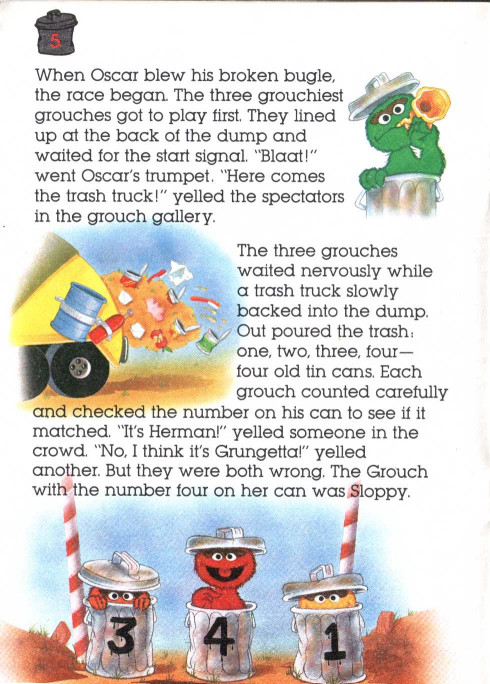 5
When Oscar blew his broken bugle,
the race began. The three grouchiest
grouches got to play first. They lined
up at the back of the dump and
waited for the start signal. "Blaat!"
went Oscar's trumpet. "Here comes
the trash truck!" yelled the spectators
in the grouch gallery.
The three grouches
waited nervously while
a trash truck slowly
backed into the dump.
Out poured the trash:
one, two, three, four—
four old tin cans. Each
grouch counted carefully
and checked the number on his can to see if it
matched. "It's Herman!" yelled someone in the
crowd. "No, I think it's Grungetta!" yelled
another. But they were both wrong. The Grouch
with the number four on her can was Sloppy.
3 4 1